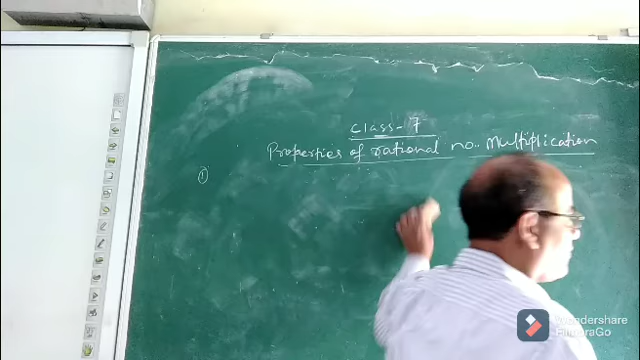 Class-7
Properties of rational no.. Multiplication
①
Wondershare
FilmoraGo